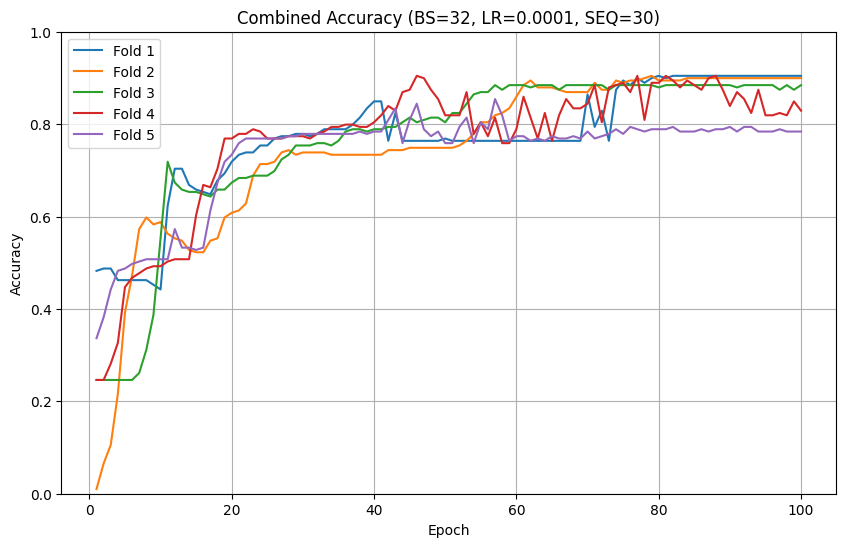 Combined Accuracy (BS=32, LR=0.0001, SEQ=30)
Fold 1
Fold 2
Fold 3
Fold 4
Fold 5
Accuracy
1.0
0.8
0.6
0.4
0.2
0.0
0 20 40 60 80 100
Epoch